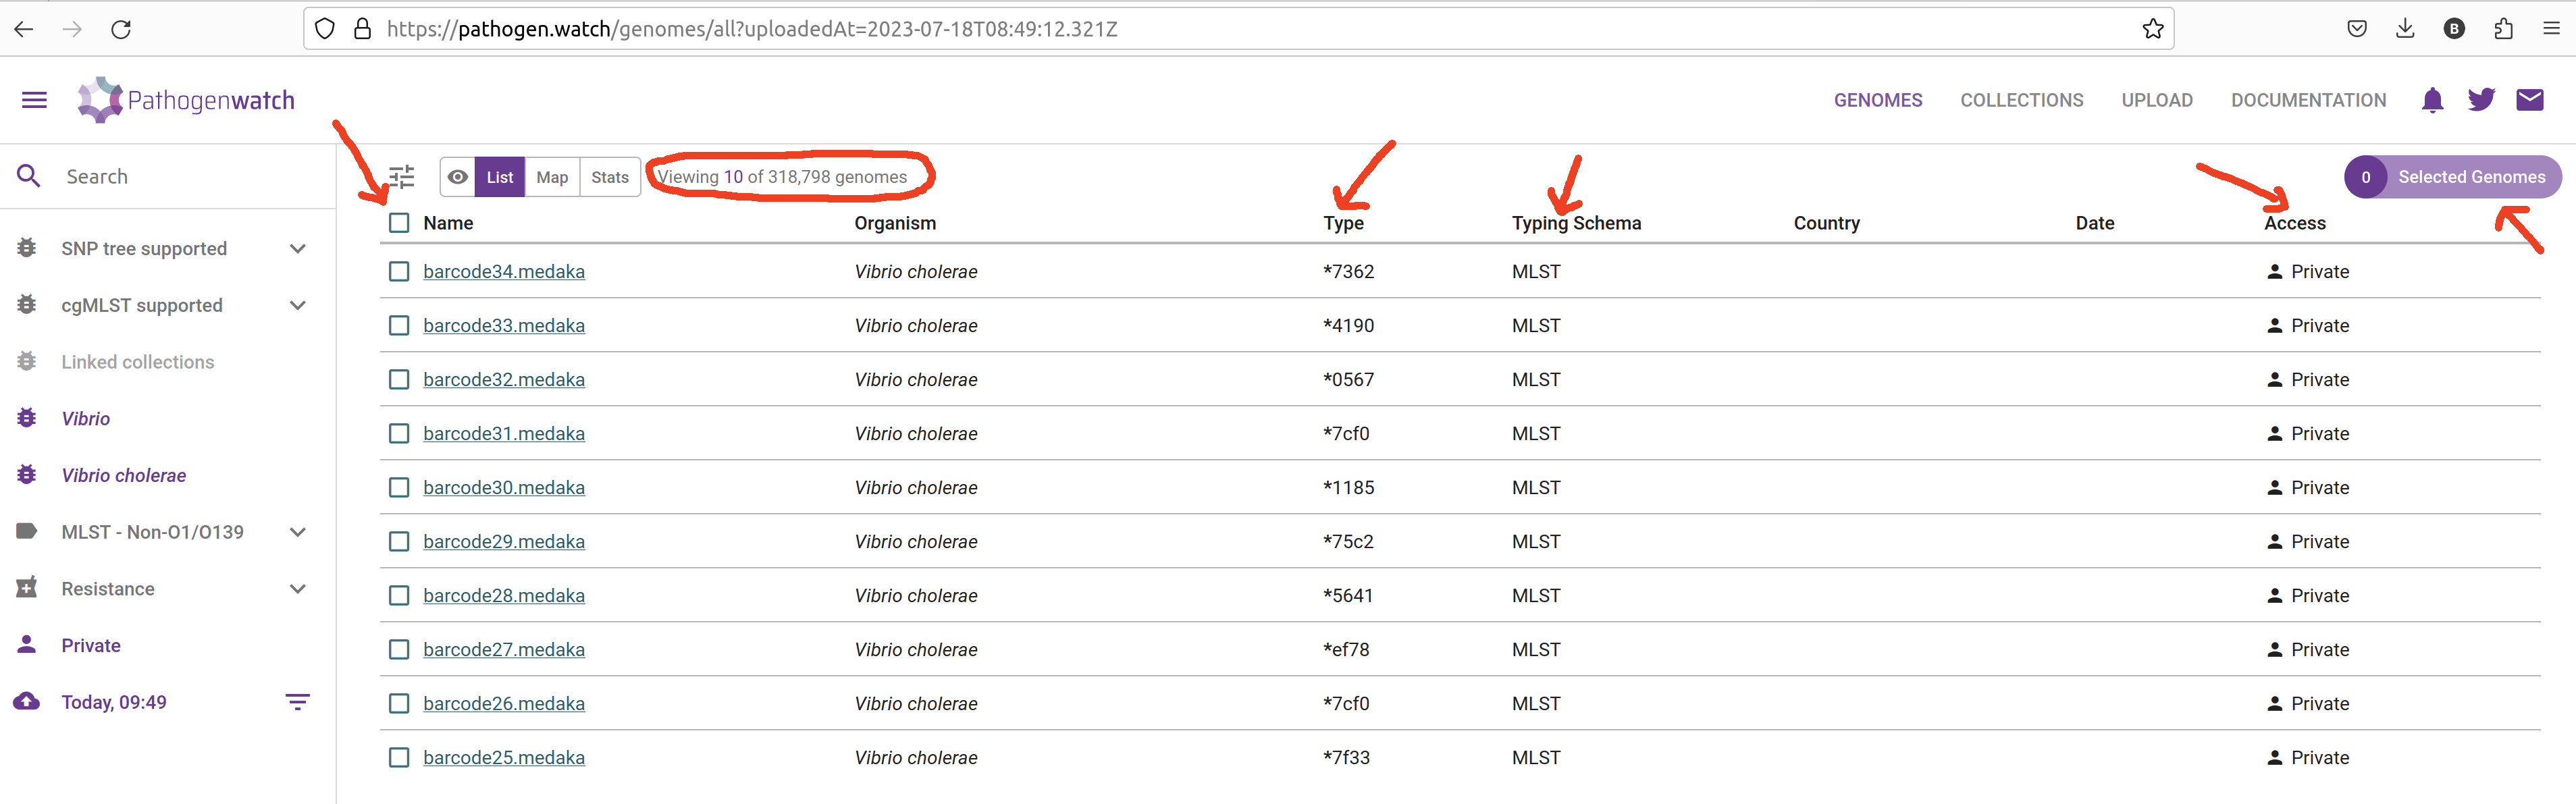 https://pathogen.watch/genomes/all?uploadedAt=2023-07-18T08:49:12.321Z
B
Pathogenwatch
GENOMES COLLECTIONS UPLOAD DOCUMENTATION
Search
List Map Stats Viewing 10 of 318,798 genomes
0 Selected Genomes
Name Organism Type Typing Schema Country Date Access
SNP tree supported
cgMLST supported
Linked collections
Vibrio
Vibrio cholerae
MLST - Non-O1/O139
Resistance
Private
Today, 09:49
barcode34.medaka Vibrio cholerae *7362 MLST Private
barcode33.medaka Vibrio cholerae *4190 MLST Private
barcode32.medaka Vibrio cholerae *0567 MLST Private
barcode31.medaka Vibrio cholerae *7cf0 MLST Private
barcode30.medaka Vibrio cholerae *1185 MLST Private
barcode29.medaka Vibrio cholerae *75c2 MLST Private
barcode28.medaka Vibrio cholerae *5641 MLST Private
barcode27.medaka Vibrio cholerae *ef78 MLST Private
barcode26.medaka Vibrio cholerae *7cf0 MLST Private
barcode25.medaka Vibrio cholerae *7f33 MLST Private